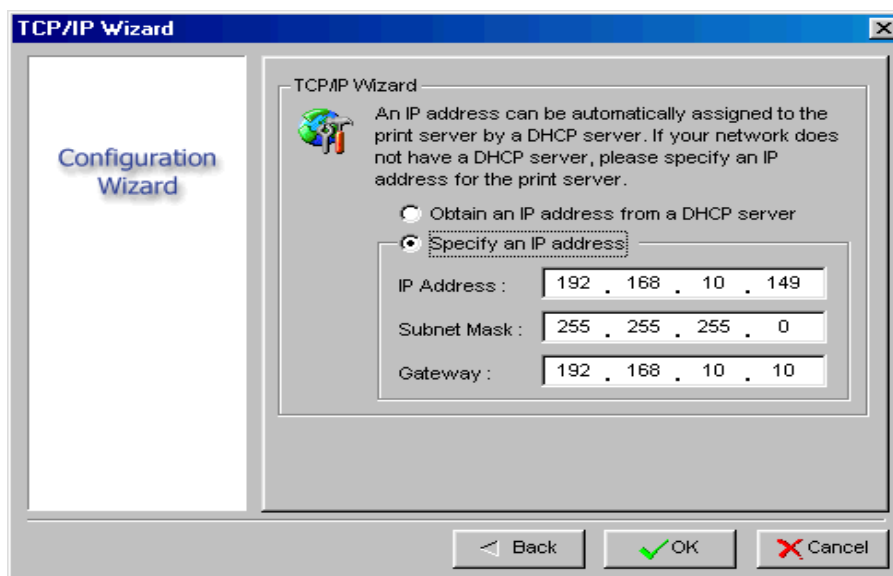 TCP/IP Wizard
Configuration
Wizard
TCP/IP Wizard
An IP address can be automatically assigned to the
print server by a DHCP server. If your network does
not have a DHCP server, please specify an IP
address for the print server.
Obtain an IP address from a DHCP server
Specify an IP address
IP Address : 192 . 168 . 10 . 149
Subnet Mask : 255 . 255 . 255 . 0
Gateway : 192 . 168 . 10 . 10
Back OK Cancel